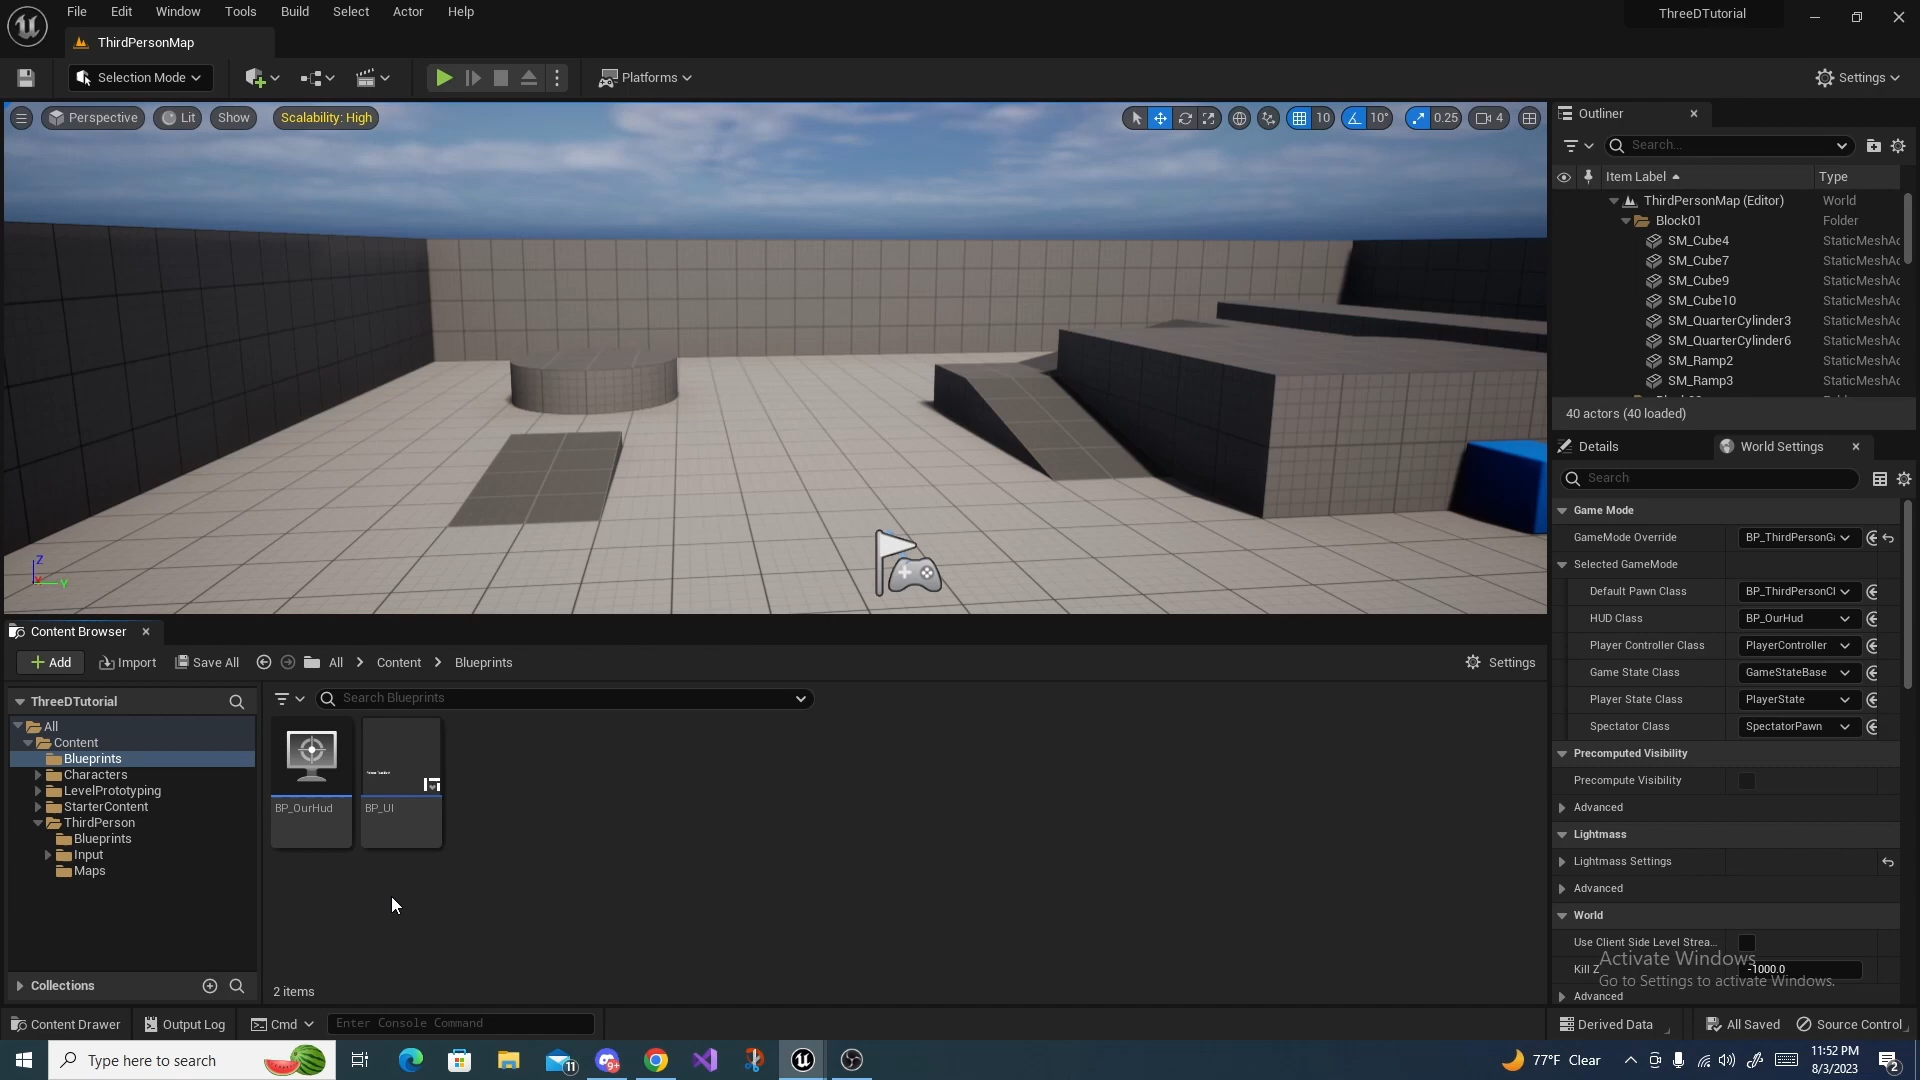 File Edit Window Tools Build Select Actor Help
ThreeDTutorial
ThirdPersonMap
Selection Mode
Platforms
Settings
Perspective Lit Show Scalability: High
10 10° 0.25 4
Outliner
Search...
Item Label Type
ThirdPersonMap (Editor) World
Block01 Folder
SM_Cube4 StaticMeshAc
SM_Cube7 StaticMeshAc
SM_Cube9 StaticMeshAc
SM_Cube10 StaticMeshAc
SM_QuarterCylinder3 StaticMeshAc
SM_QuarterCylinder6 StaticMeshAc
SM_Ramp2 StaticMeshAc
SM_Ramp3 StaticMeshAc
40 actors (40 loaded)
Details World Settings
Search
Game Mode
GameMode Override BP_ThirdPersonGa
Selected GameMode
Default Pawn Class BP_ThirdPersonCl
HUD Class BP_OurHud
Player Controller Class PlayerController
Game State Class GameStateBase
Player State Class PlayerState
Spectator Class SpectatorPawn
Precomputed Visibility
Precompute Visibility
Advanced
Lightmass
Lightmass Settings
Advanced
World
Use Client Side Level Strea...
Kill Z -1000.0
Advanced
Activate Windows
Go to Settings to activate Windows.
Z
Y
Content Browser
Add Import Save All All Content Blueprints
Settings
ThreeDTutorial
Search Blueprints
All
Content
Blueprints
Characters
LevelPrototyping
StarterContent
ThirdPerson
Blueprints
Input
Maps
BP_OurHud BP_UI
Collections
2 items
Content Drawer Output Log Cmd Enter Console Command
Derived Data All Saved Source Control
Type here to search
11
9+
77°F Clear
11:52 PM
8/3/2023
2